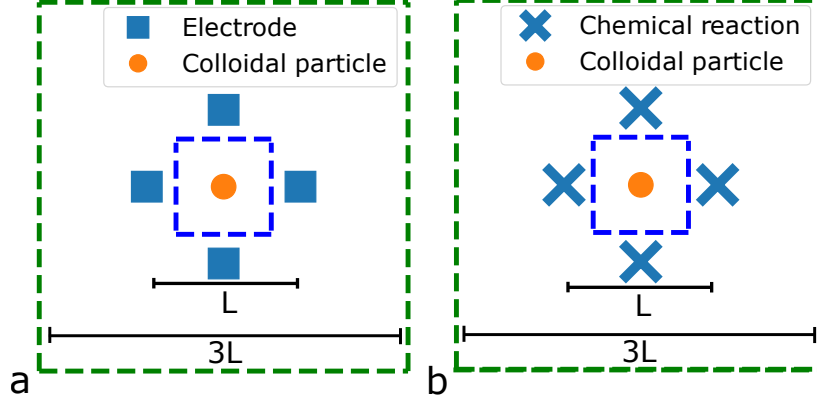 Electrode
Colloidal particle
L
3L
a
Chemical reaction
Colloidal particle
L
3L
b